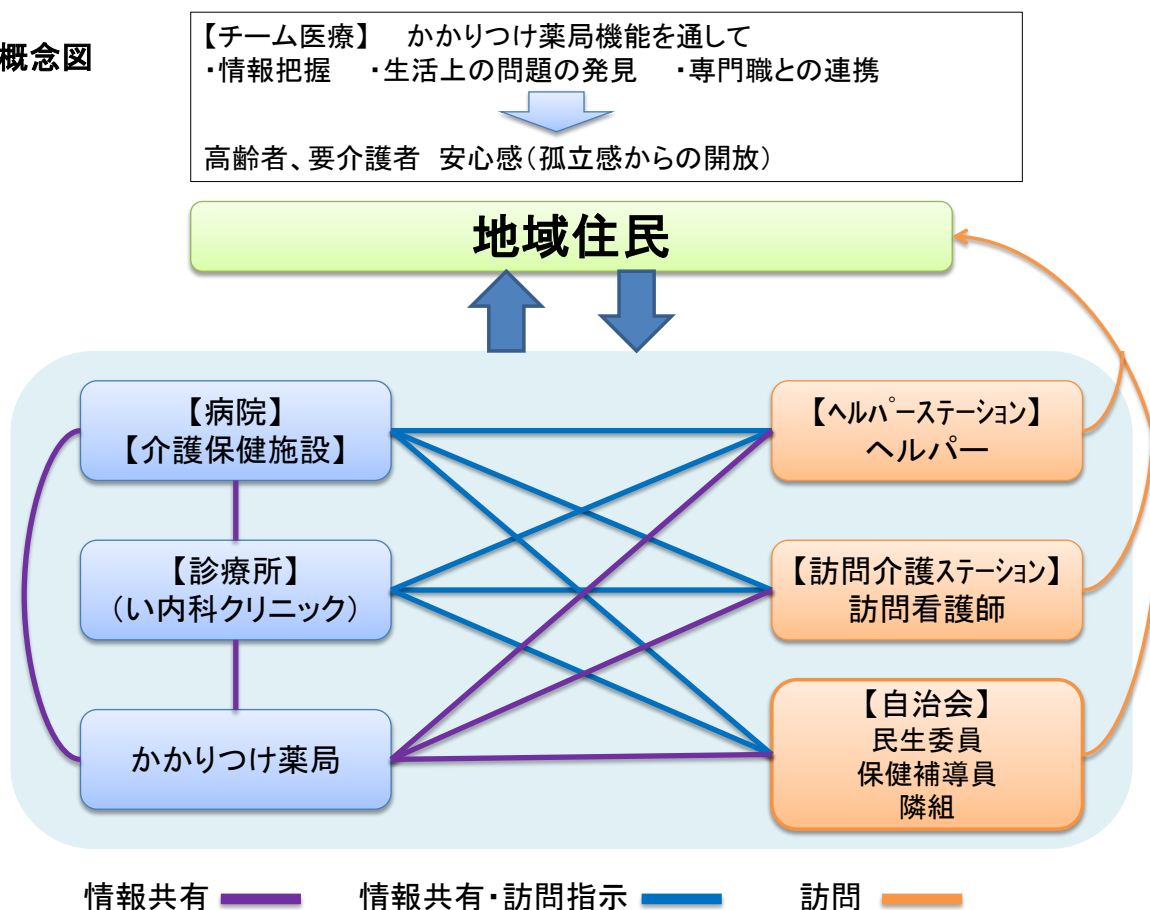 概念図
【チーム医療】　かかりつけ薬局機能を通して
・情報把握　・生活上の問題の発見　・専門職との連携
高齢者、要介護者　安心感（孤立感からの開放）
地域住民
【病院】
【介護保健施設】
【診療所】
（い内科クリニック）
かかりつけ薬局
【ﾍﾙﾊﾟｰステーション】
ヘルパー
【訪問介護ｽﾃｰｼｮﾝ】
訪問看護師
【自治会】
民生委員
保健補導員
隣組
情報共有
情報共有・訪問指示
訪問